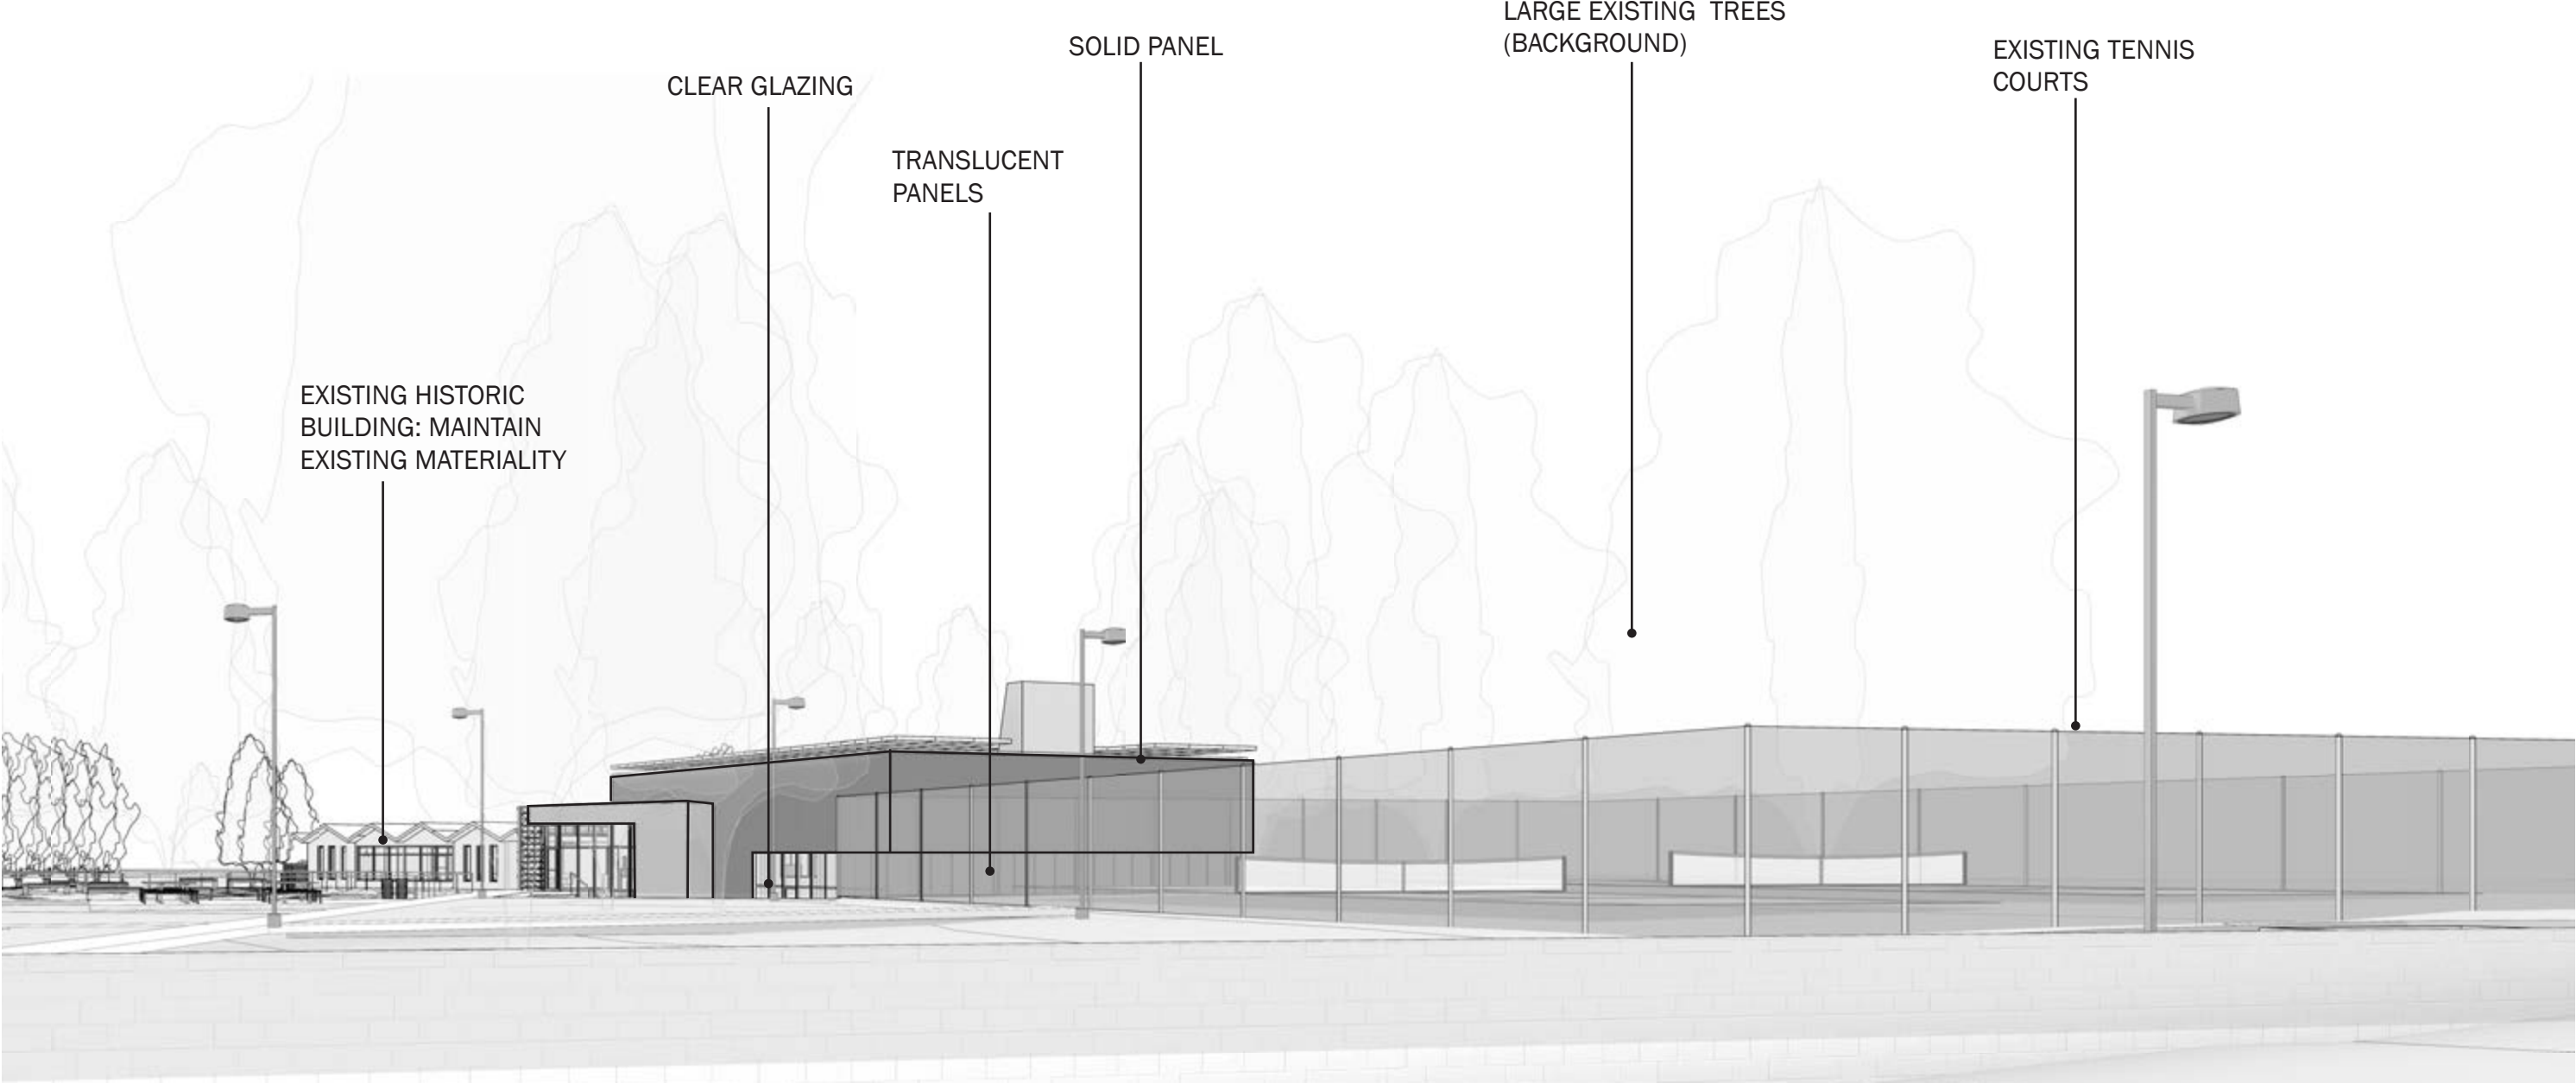 LARGE EXISTING TREES
(BACKGROUND)
SOLID PANEL
EXISTING TENNIS
COURTS
CLEAR GLAZING
TRANSLUCENT
PANELS
EXISTING HISTORIC
BUILDING: MAINTAIN
EXISTING MATERIALITY